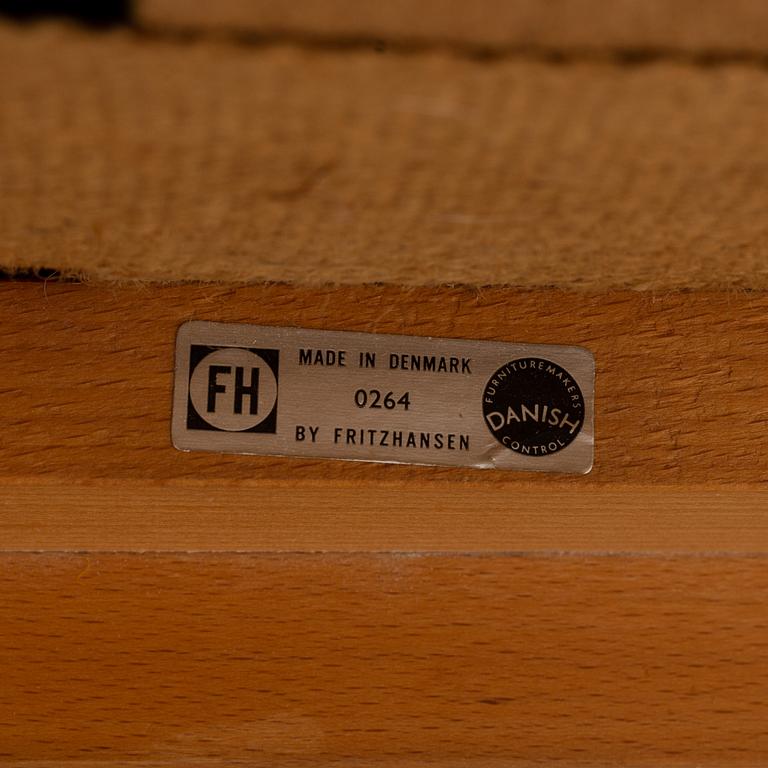 FH
MADE IN DENMARK
0264
BY FRITZHANSEN
FURNITUREMAKERS
DANISH
CONTROL